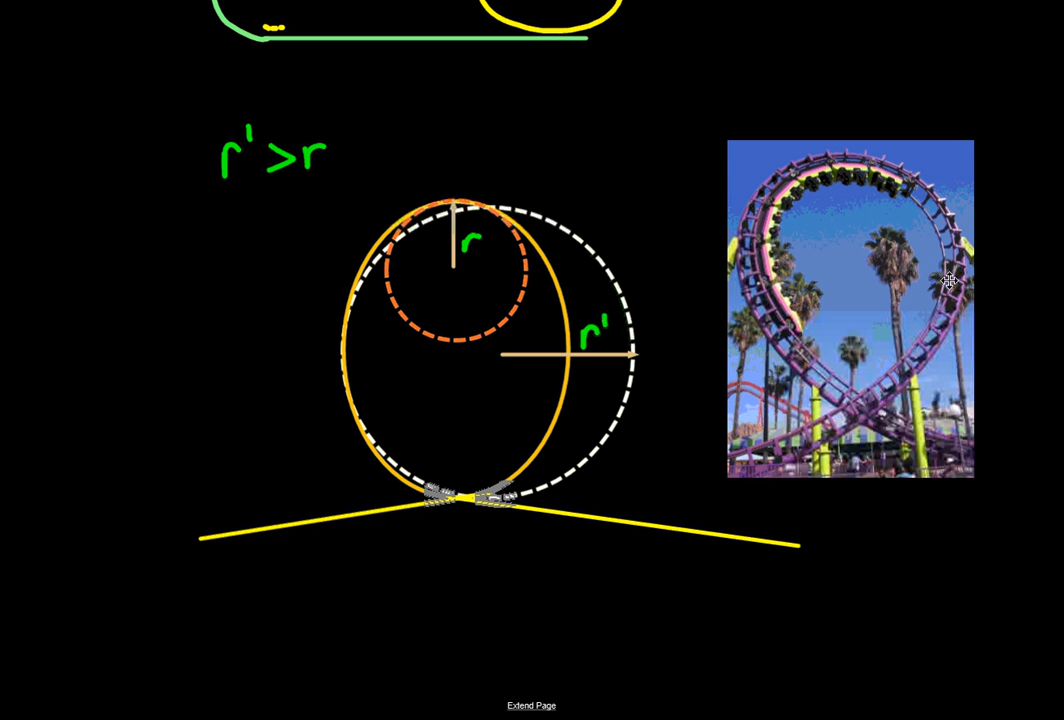 r' > r
r
r'
Extend Page